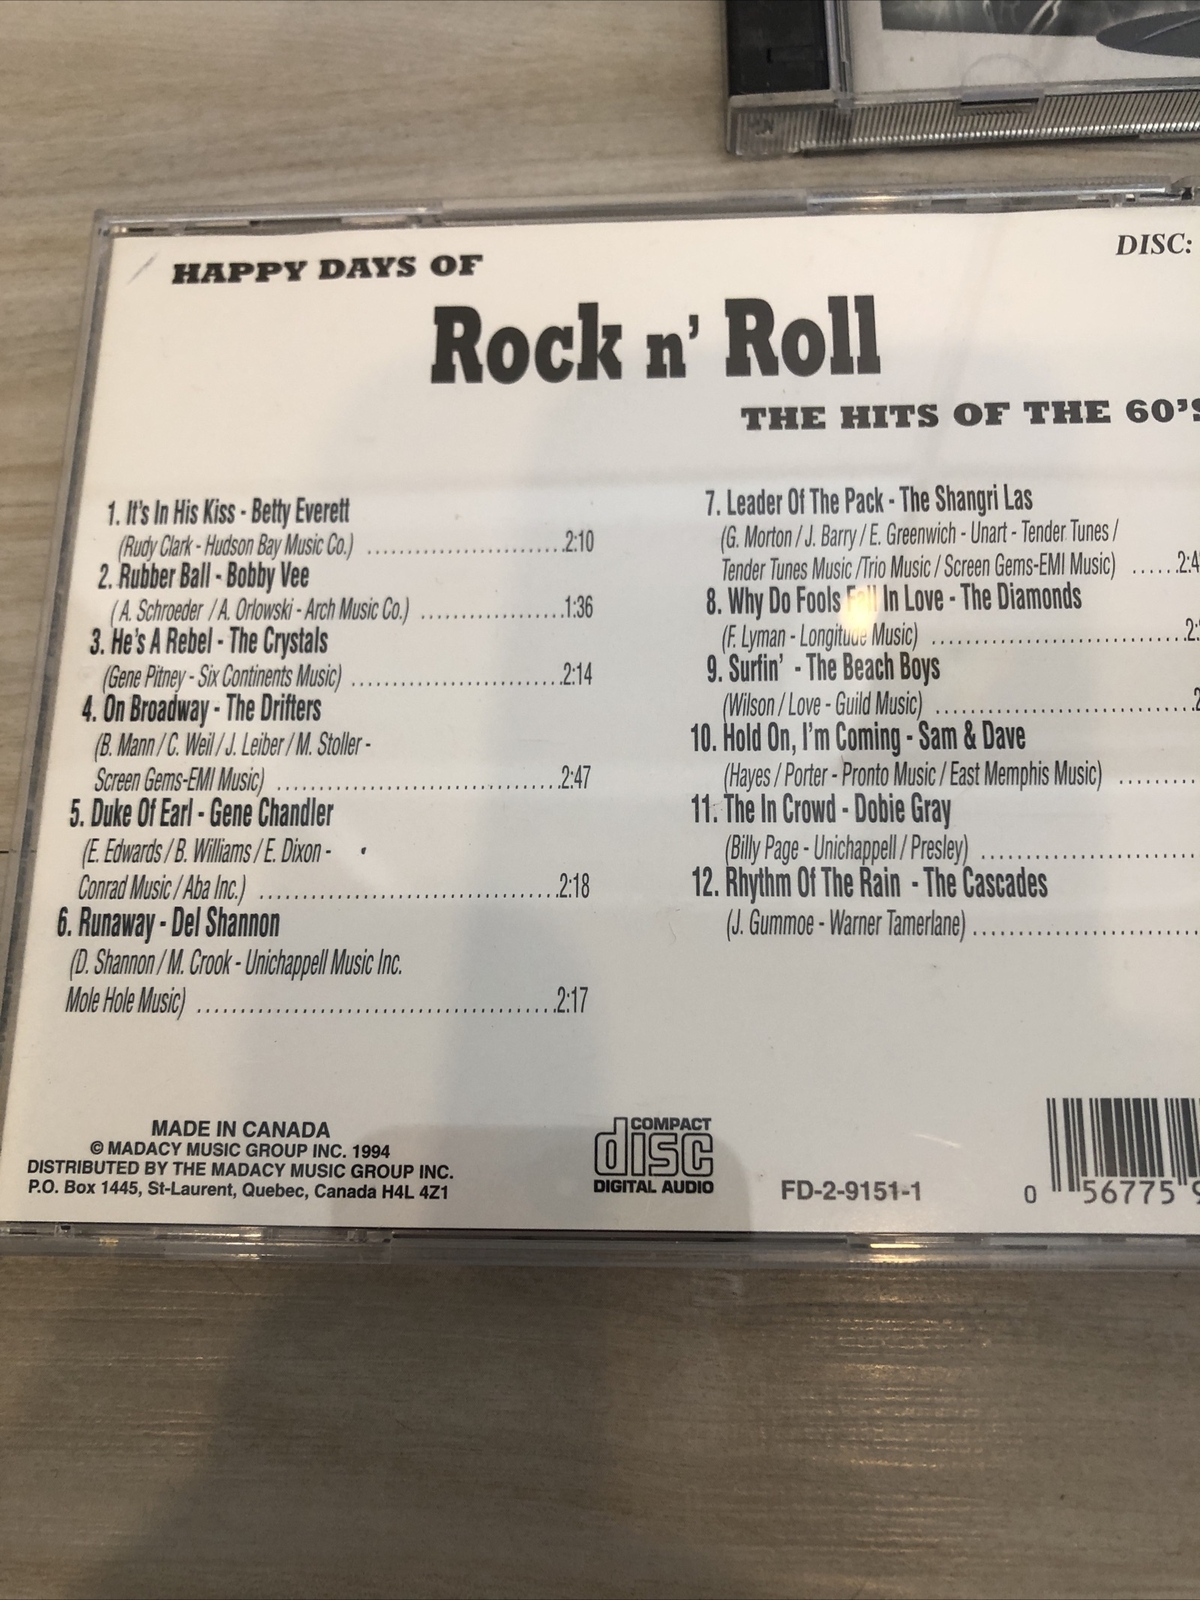 HAPPY DAYS OF
DISC:
Rock n' Roll
THE HITS OF THE 60'S
1. It's In His Kiss - Betty Everett
(Rudy Clark - Hudson Bay Music Co.) ..........................2:10
2. Rubber Ball - Bobby Vee
( A. Schroeder / A. Orlowski - Arch Music Co.) ...................1:36
3. He's A Rebel - The Crystals
(Gene Pitney - Six Continents Music) ...........................2:14
4. On Broadway - The Drifters
(B. Mann / C. Weil / J. Leiber / M. Stoller -
Screen Gems-EMI Music) ....................................2:47
5. Duke Of Earl - Gene Chandler
(E. Edwards / B. Williams / E. Dixon -
Conrad Music / Aba Inc.) ......................................2:18
6. Runaway - Del Shannon
(D. Shannon / M. Crook - Unichappell Music Inc.
Mole Hole Music) ..............................................2:17
7. Leader Of The Pack - The Shangri Las
(G. Morton / J. Barry / E. Greenwich - Unart - Tender Tunes /
Tender Tunes Music /Trio Music / Screen Gems-EMI Music) ......2:4
8. Why Do Fools Fall In Love - The Diamonds
(F. Lyman - Longitude Music) .................................2:
9. Surfin' - The Beach Boys
(Wilson / Love - Guild Music) .................................2
10. Hold On, I'm Coming - Sam & Dave
(Hayes / Porter - Pronto Music / East Memphis Music) ........
11. The In Crowd - Dobie Gray
(Billy Page - Unichappell / Presley) ............................
12. Rhythm Of The Rain - The Cascades
(J. Gummoe - Warner Tamerlane) .............................
MADE IN CANADA
© MADACY MUSIC GROUP INC. 1994
DISTRIBUTED BY THE MADACY MUSIC GROUP INC.
P.O. Box 1445, St-Laurent, Quebec, Canada H4L 4Z1
COMPACT
disc
DIGITAL AUDIO
FD-2-9151-1
0 56775 9